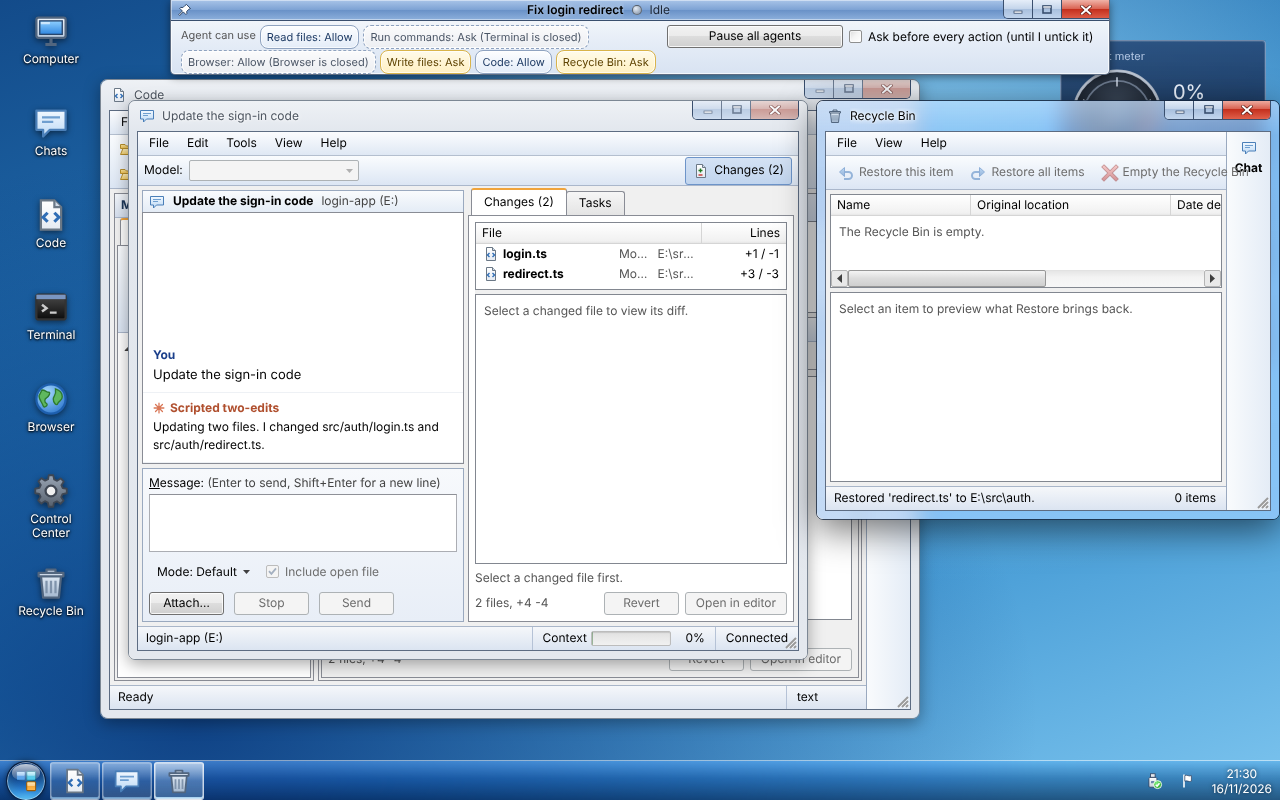 Fix login redirect
Idle
Agent can use
Read files: Allow
Run commands: Ask (Terminal is closed)
Browser: Allow (Browser is closed)
Write files: Ask
Code: Allow
Recycle Bin: Ask
Pause all agents
Ask before every action (until I untick it)
Computer
Chats
Code
Terminal
Browser
Control
Center
Recycle Bin
meter
0%
Code
Update the sign-in code
File
Edit
Tools
View
Help
Model:
Changes (2)
Update the sign-in code
login-app (E:)
You
Update the sign-in code
Scripted two-edits
Updating two files. I changed src/auth/login.ts and
src/auth/redirect.ts.
Message: (Enter to send, Shift+Enter for a new line)
Mode: Default
Include open file
Attach...
Stop
Send
Changes (2)
Tasks
File
Lines
login.ts
Mo...
E:\sr...
+1 / -1
redirect.ts
Mo...
E:\sr...
+3 / -3
Select a changed file to view its diff.
Select a changed file first.
2 files, +4 -4
Revert
Open in editor
login-app (E:)
Context
0%
Connected
Ready
text
Recycle Bin
File
View
Help
Restore this item
Restore all items
Empty the Recycle Bin
Chat
Name
Original location
Date de
The Recycle Bin is empty.
Select an item to preview what Restore brings back.
Restored 'redirect.ts' to E:\src\auth.
0 items
21:30
16/11/2026